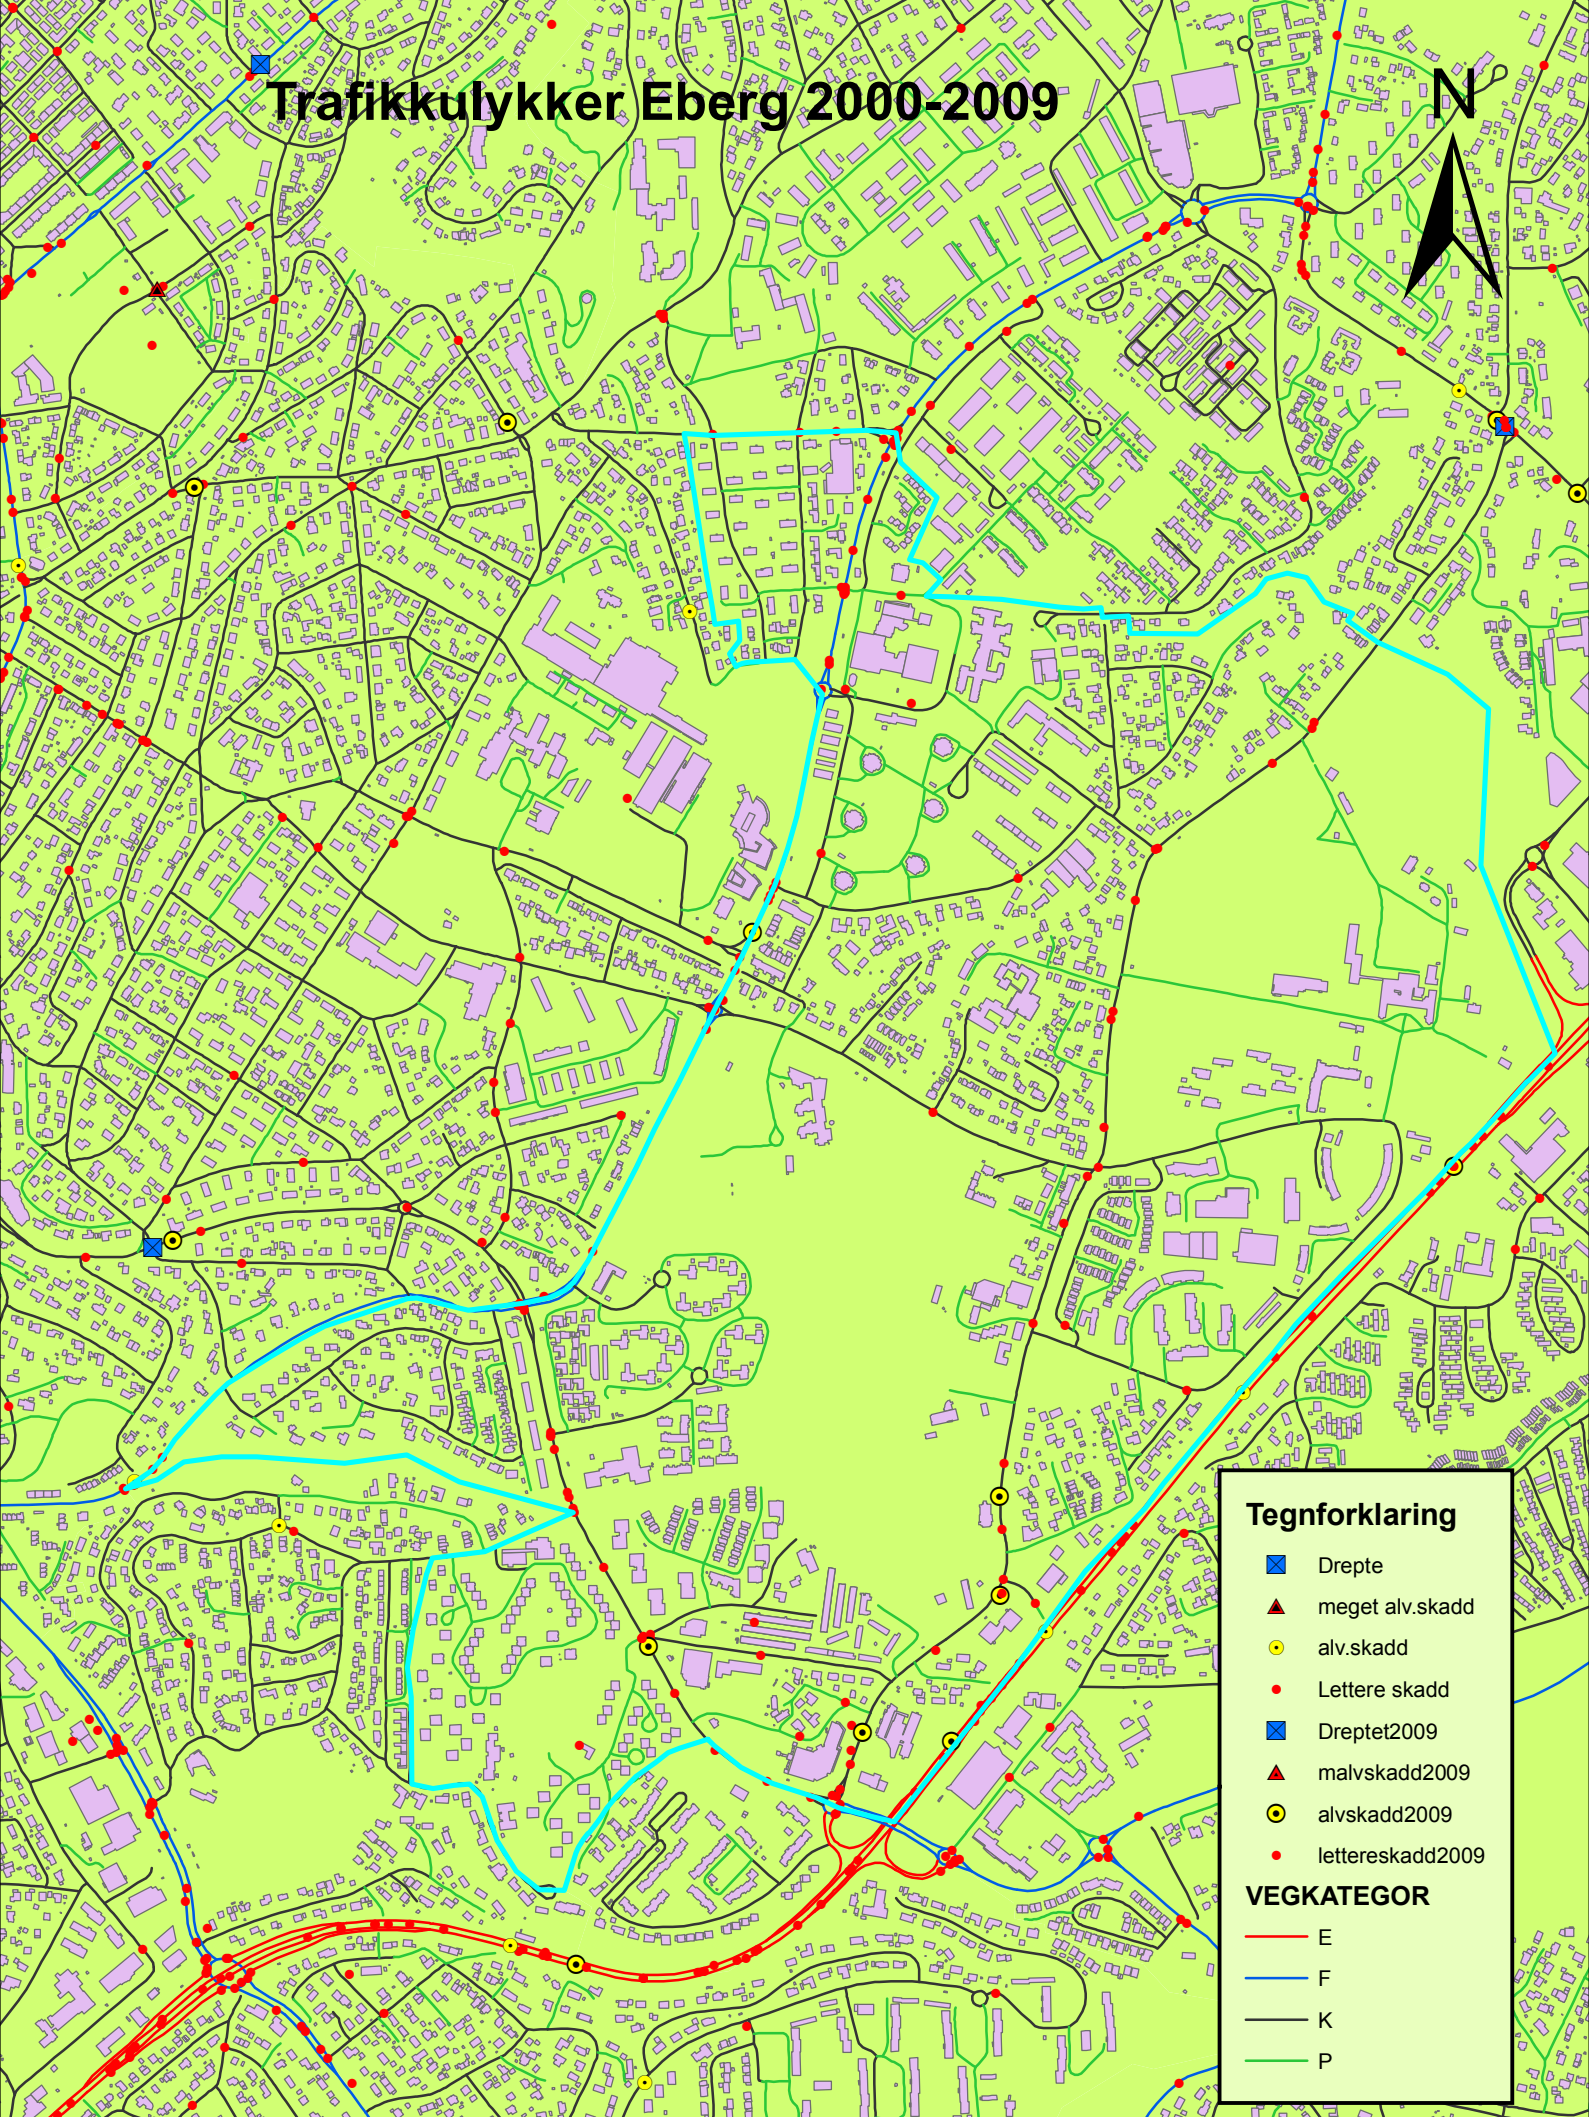 Trafikkulykker Eberg 2000-2009
N
Tegnforklaring
Drepte
meget alv.skadd
alv.skadd
Lettere skadd
Dreptet2009
malvskadd2009
alvskadd2009
lettereskadd2009
VEGKATEGOR
E
F
K
P